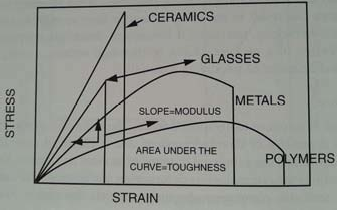 CERAMICS
GLASSES
METALS
SLOPE=MODULUS
AREA UNDER THE
CURVE=TOUGHNESS
POLYMERS
STRESS
STRAIN